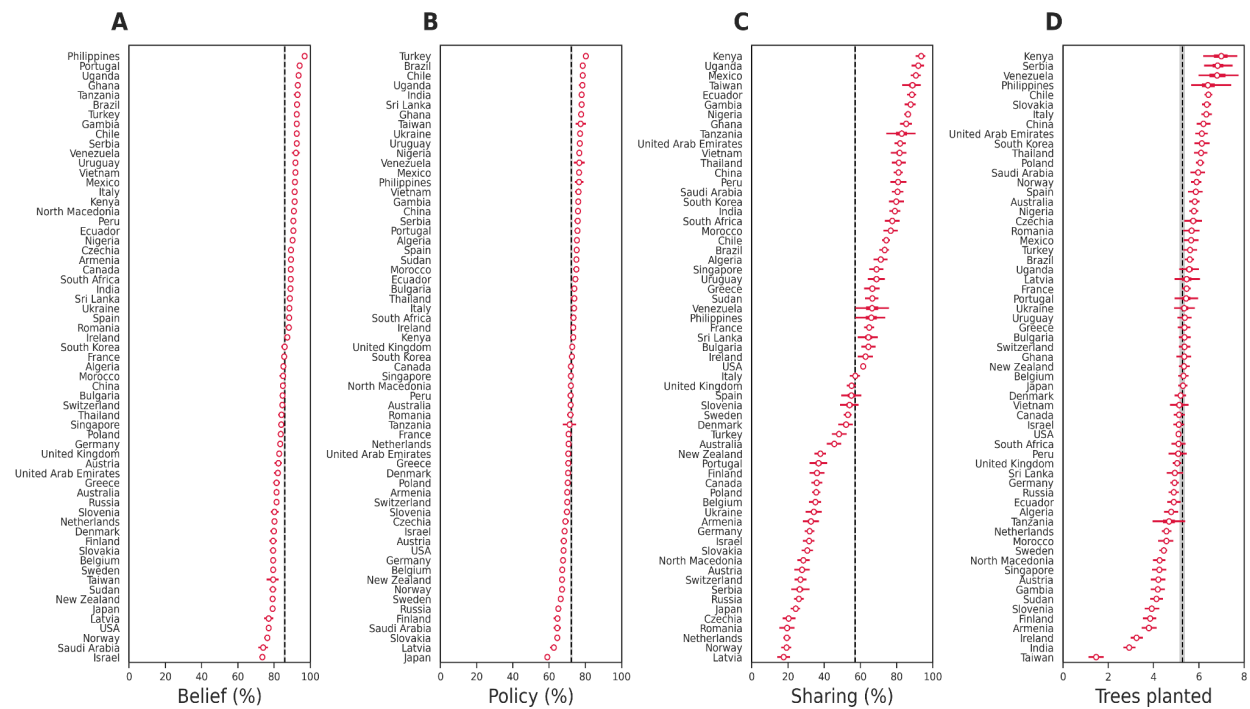 A
Philippines
Portugal
Uganda
Ghana
Tanzania
Brazil
Turkey
Gambia
Chile
Serbia
Venezuela
Uruguay
Vietnam
Mexico
Italy
Kenya
North Macedonia
Peru
Ecuador
Nigeria
Czechia
Armenia
Canada
South Africa
India
Sri Lanka
Ukraine
Spain
Romania
Ireland
South Korea
France
Algeria
Morocco
China
Bulgaria
Switzerland
Thailand
Singapore
Poland
Germany
United Kingdom
Austria
United Arab Emirates
Greece
Australia
Russia
Slovenia
Netherlands
Denmark
Finland
Slovakia
Belgium
Sweden
Taiwan
Sudan
New Zealand
Japan
Latvia
USA
Norway
Saudi Arabia
Israel
0 20 40 60 80 100
Belief (%)
B
Turkey
Brazil
Chile
Uganda
India
Sri Lanka
Ghana
Taiwan
Ukraine
Uruguay
Nigeria
Venezuela
Mexico
Philippines
Vietnam
Gambia
China
Serbia
Portugal
Algeria
Spain
Sudan
Morocco
Ecuador
Bulgaria
Thailand
Italy
South Africa
Ireland
Kenya
United Kingdom
South Korea
Canada
Singapore
North Macedonia
Peru
Australia
Romania
Tanzania
France
Netherlands
United Arab Emirates
Greece
Denmark
Poland
Armenia
Switzerland
Slovenia
Czechia
Israel
Austria
USA
Germany
Belgium
New Zealand
Norway
Sweden
Russia
Finland
Saudi Arabia
Slovakia
Latvia
Japan
0 20 40 60 80 100
Policy (%)
C
Kenya
Uganda
Mexico
Taiwan
Ecuador
Gambia
Nigeria
Ghana
Tanzania
United Arab Emirates
Vietnam
Thailand
China
Peru
Saudi Arabia
South Korea
India
South Africa
Morocco
Chile
Brazil
Algeria
Singapore
Uruguay
Greece
Sudan
Venezuela
Philippines
France
Sri Lanka
Bulgaria
Ireland
USA
Italy
United Kingdom
Spain
Slovenia
Sweden
Denmark
Turkey
Australia
New Zealand
Portugal
Finland
Canada
Poland
Belgium
Ukraine
Armenia
Germany
Israel
Slovakia
North Macedonia
Austria
Switzerland
Serbia
Russia
Japan
Czechia
Romania
Netherlands
Norway
Latvia
0 20 40 60 80 100
Sharing (%)
D
Kenya
Serbia
Venezuela
Philippines
Chile
Slovakia
Italy
China
United Arab Emirates
South Korea
Thailand
Poland
Saudi Arabia
Norway
Spain
Australia
Nigeria
Czechia
Romania
Mexico
Turkey
Brazil
Uganda
Latvia
France
Portugal
Ukraine
Uruguay
Greece
Bulgaria
Switzerland
Ghana
New Zealand
Belgium
Japan
Denmark
Vietnam
Canada
Israel
USA
South Africa
Peru
United Kingdom
Sri Lanka
Germany
Russia
Ecuador
Algeria
Tanzania
Netherlands
Morocco
Sweden
North Macedonia
Singapore
Austria
Gambia
Sudan
Slovenia
Finland
Armenia
Ireland
India
Taiwan
0 2 4 6 8
Trees planted